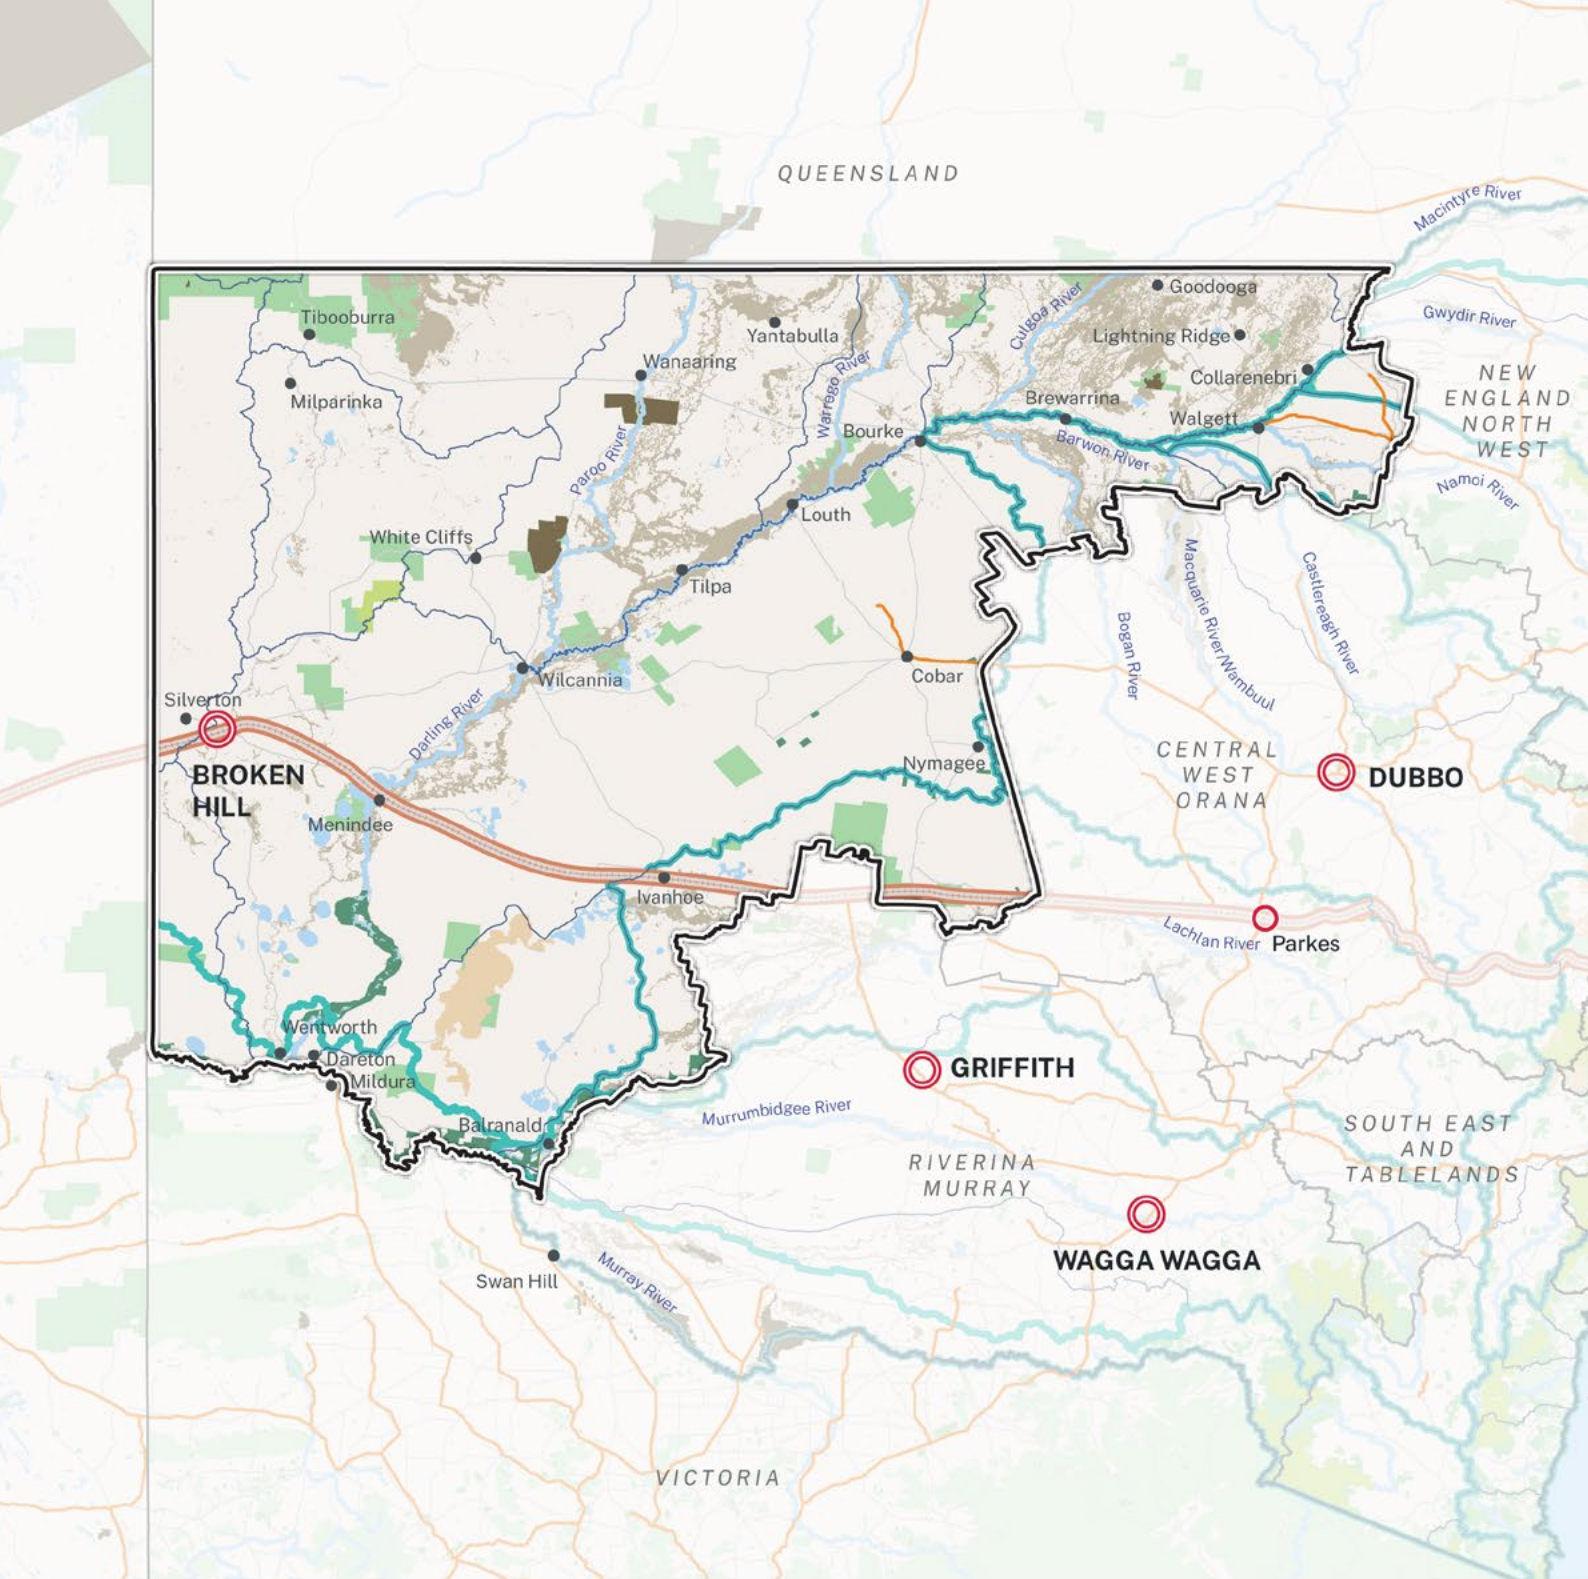 QUEENSLAND
Macintyre River
Goodooga
Culgoa River
Gwydir River
Tibooburra
Yantabulla
Lightning Ridge
Wanaaring
Warrego River
Collarenebri
NEW
ENGLAND
NORTH
WEST
Milparinka
Brewarrina
Walgett
Bourke
Barwon River
Paroo River
Namoi River
Louth
White Cliffs
Tilpa
Macquarie River/Wambuul
Castlereagh River
Bogan River
Wilcannia
Cobar
Silverton
Darling River
BROKEN
HILL
Nymagee
CENTRAL
WEST
ORANA
DUBBO
Menindee
Ivanhoe
Lachlan River
Parkes
Wentworth
Dareton
Mildura
GRIFFITH
Balranald
Murrumbidgee River
SOUTH EAST
AND
TABLELANDS
RIVERINA
MURRAY
WAGGA WAGGA
Swan Hill
Murray River
VICTORIA